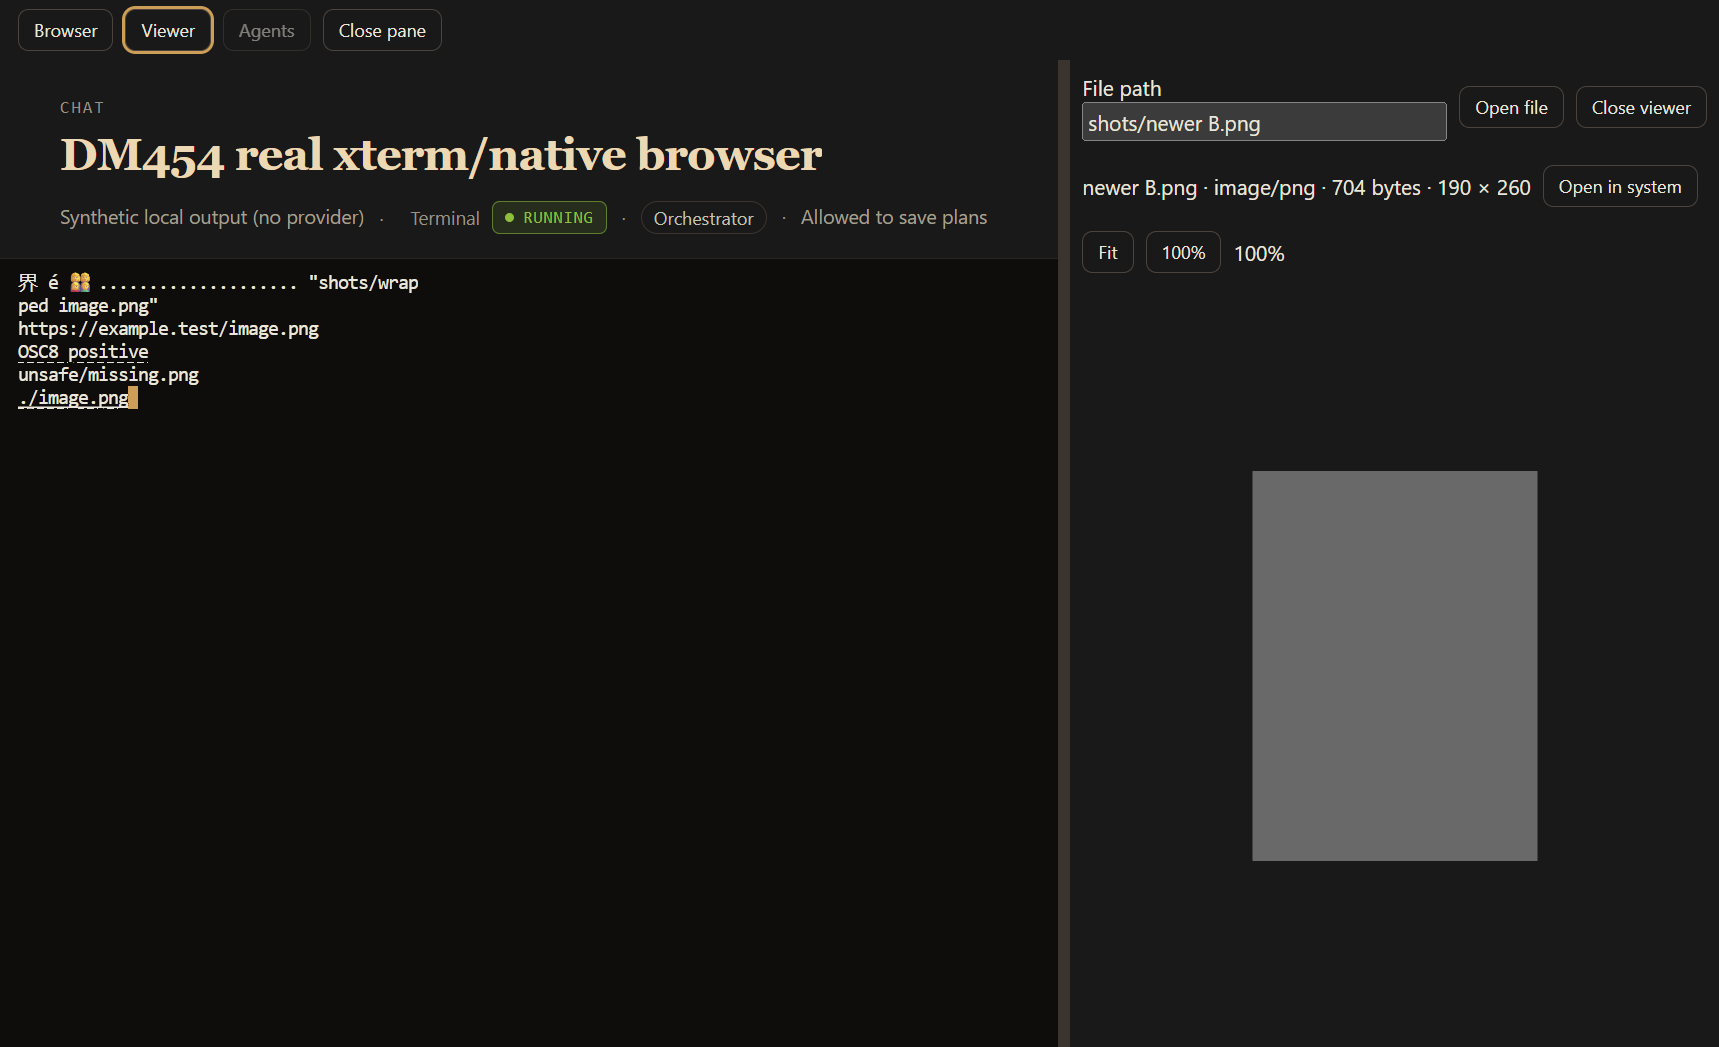 Browser Viewer Agents Close pane
CHAT
DM454 real xterm/native browser
Synthetic local output (no provider) · Terminal RUNNING · Orchestrator · Allowed to save plans
界 é 👨‍👩‍👧‍👦 .................... "shots/wrap
ped image.png"
https://example.test/image.png
OSC8 positive
unsafe/missing.png
./image.png
File path
shots/newer B.png Open file Close viewer
newer B.png · image/png · 704 bytes · 190 × 260 Open in system
Fit 100% 100%